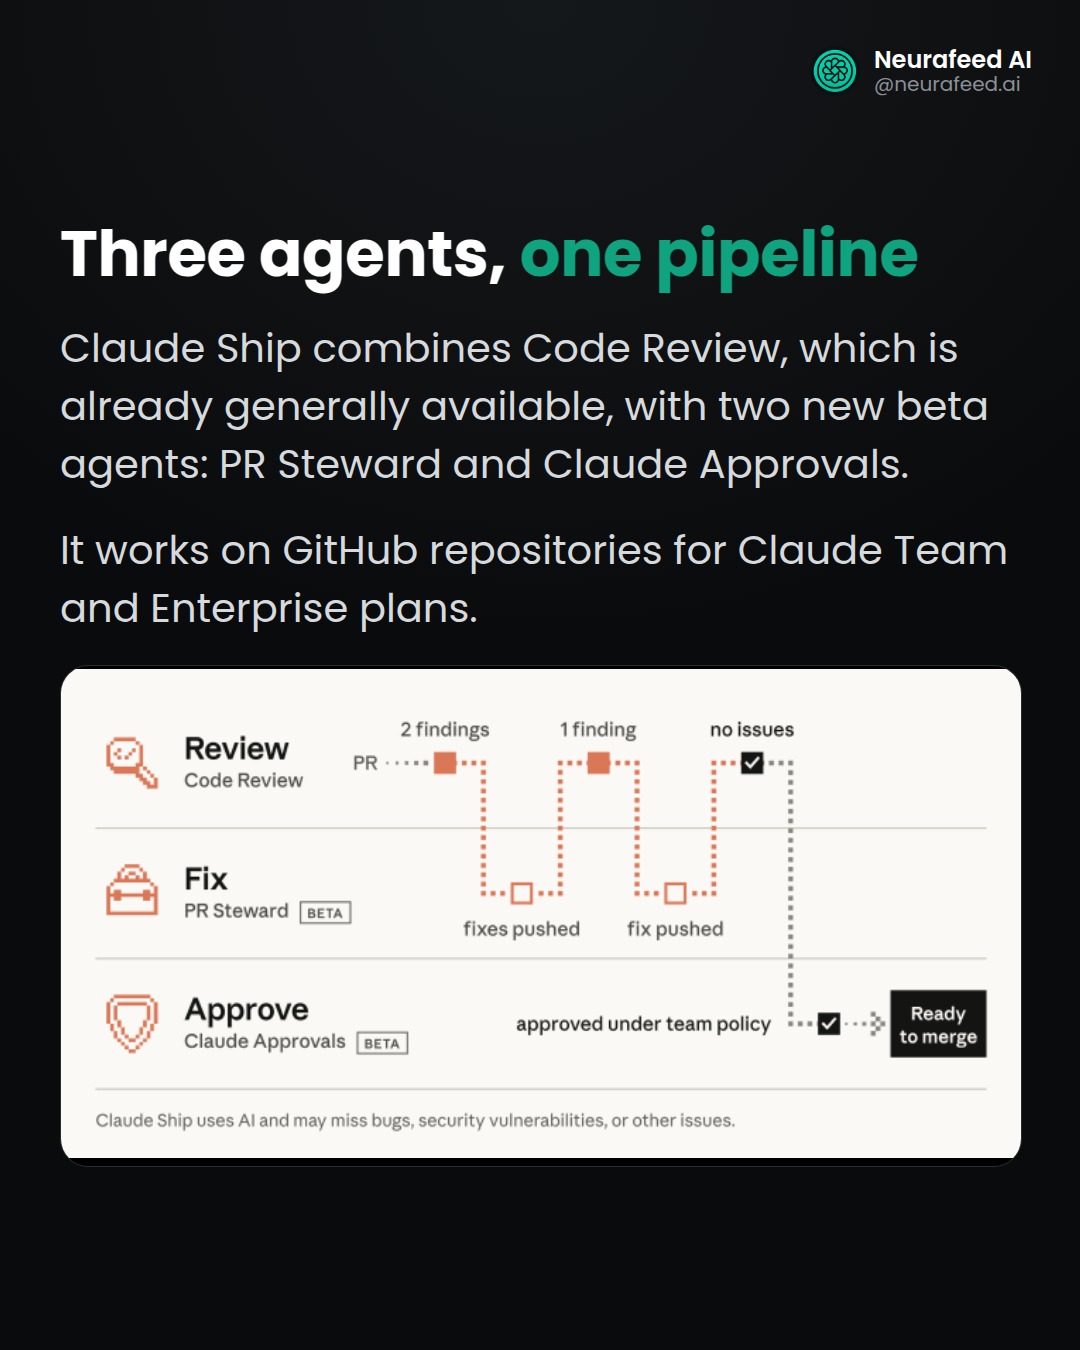 Neurafeed AI
@neurafeed.ai
Three agents, one pipeline
Claude Ship combines Code Review, which is
already generally available, with two new beta
agents: PR Steward and Claude Approvals.
It works on GitHub repositories for Claude Team
and Enterprise plans.
2 findings
1 finding
no issues
Review
Code Review
PR
Fix
PR Steward BETA
fixes pushed
fix pushed
Approve
Claude Approvals BETA
approved under team policy
Ready
to merge
Claude Ship uses AI and may miss bugs, security vulnerabilities, or other issues.